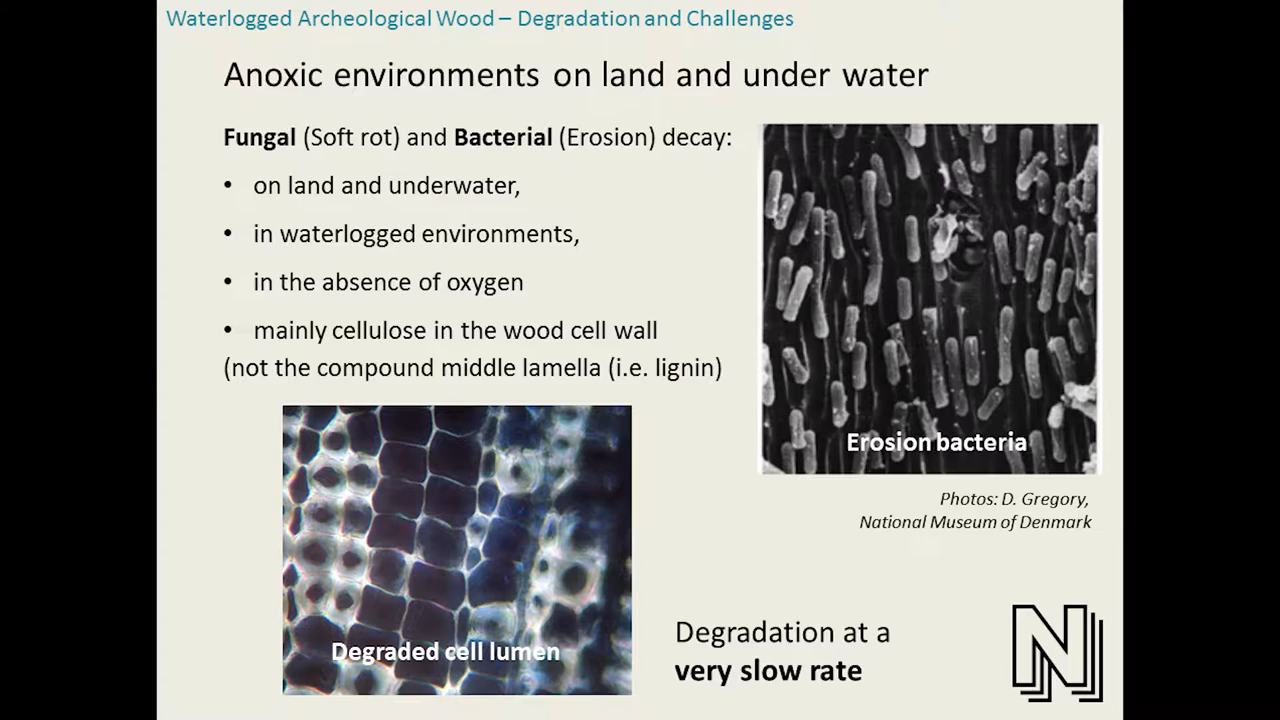 Waterlogged Archeological Wood – Degradation and Challenges
Anoxic environments on land and under water
Fungal (Soft rot) and Bacterial (Erosion) decay:
• on land and underwater,
• in waterlogged environments,
• in the absence of oxygen
• mainly cellulose in the wood cell wall
(not the compound middle lamella (i.e. lignin)
Erosion bacteria
Photos: D. Gregory,
National Museum of Denmark
Degraded cell lumen
Degradation at a
very slow rate
N